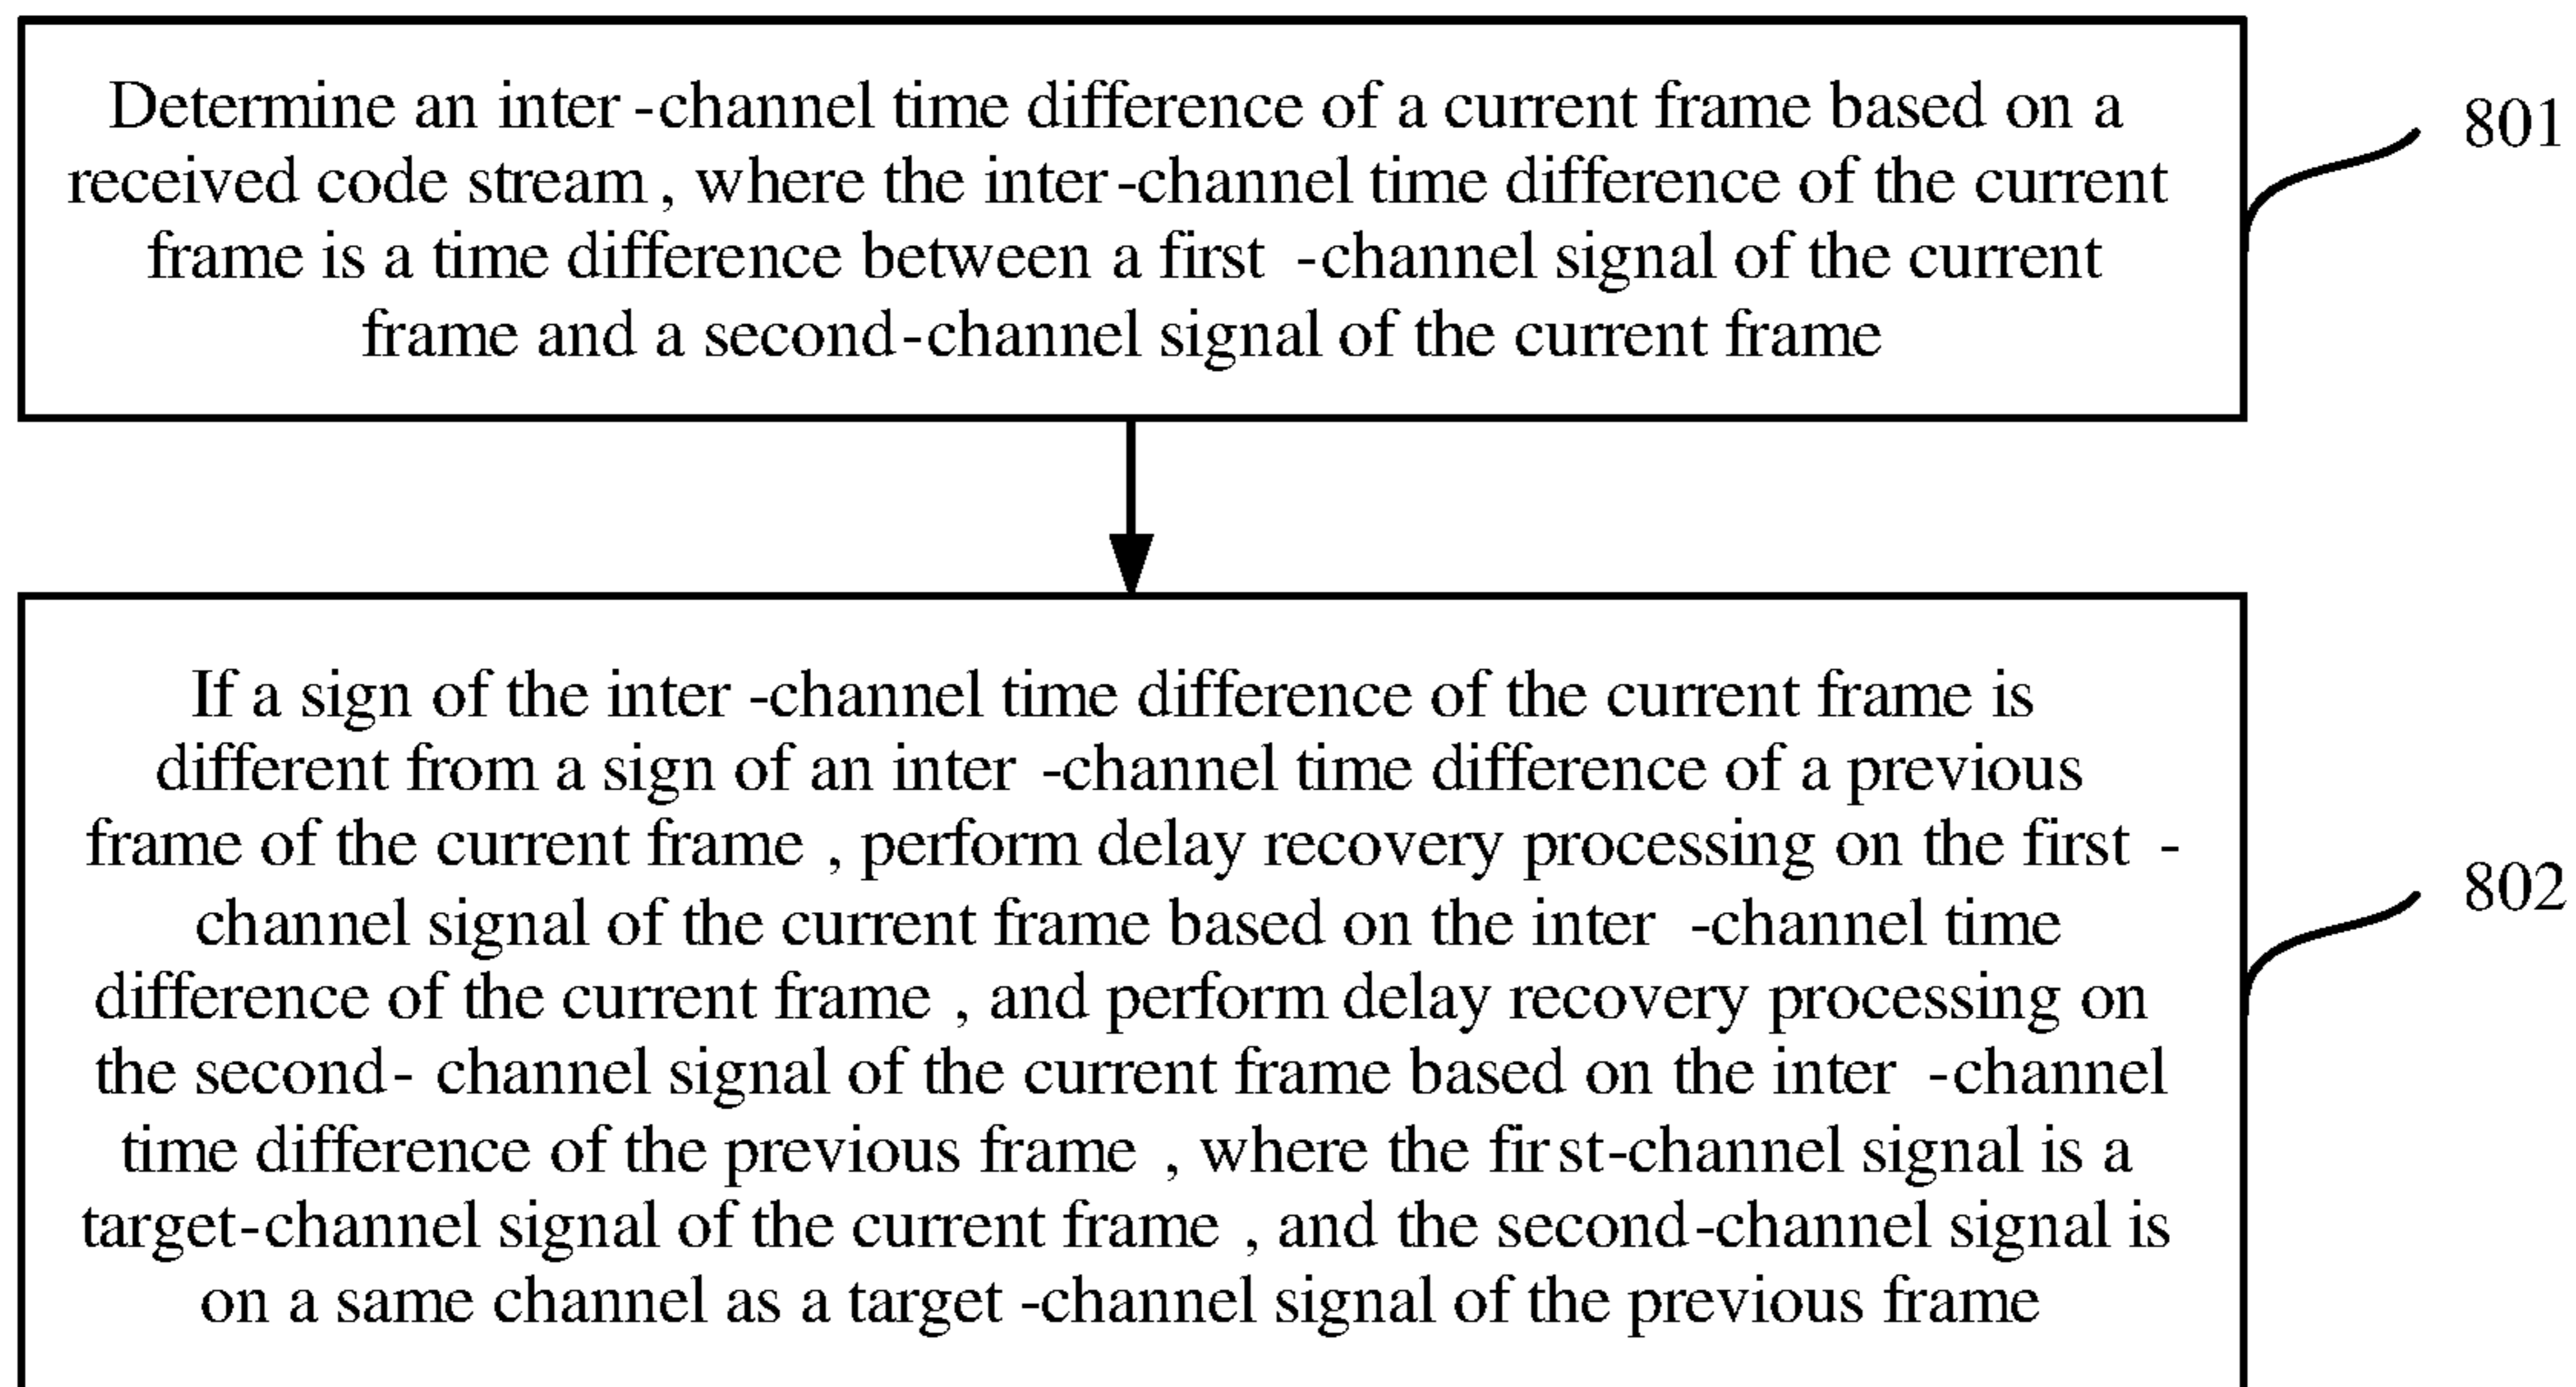 Determine an inter-channel time difference of a current frame based on a
received code stream, where the inter-channel time difference of the current
frame is a time difference between a first -channel signal of the current
frame and a second-channel signal of the current frame
801
If a sign of the inter -channel time difference of the current frame is
different from a sign of an inter -channel time difference of a previous
frame of the current frame , perform delay recovery processing on the first -
channel signal of the current frame based on the inter -channel time
difference of the current frame , and perform delay recovery processing on
the second- channel signal of the current frame based on the inter -channel
time difference of the previous frame , where the first-channel signal is a
target-channel signal of the current frame , and the second-channel signal is
on a same channel as a target -channel signal of the previous frame
802